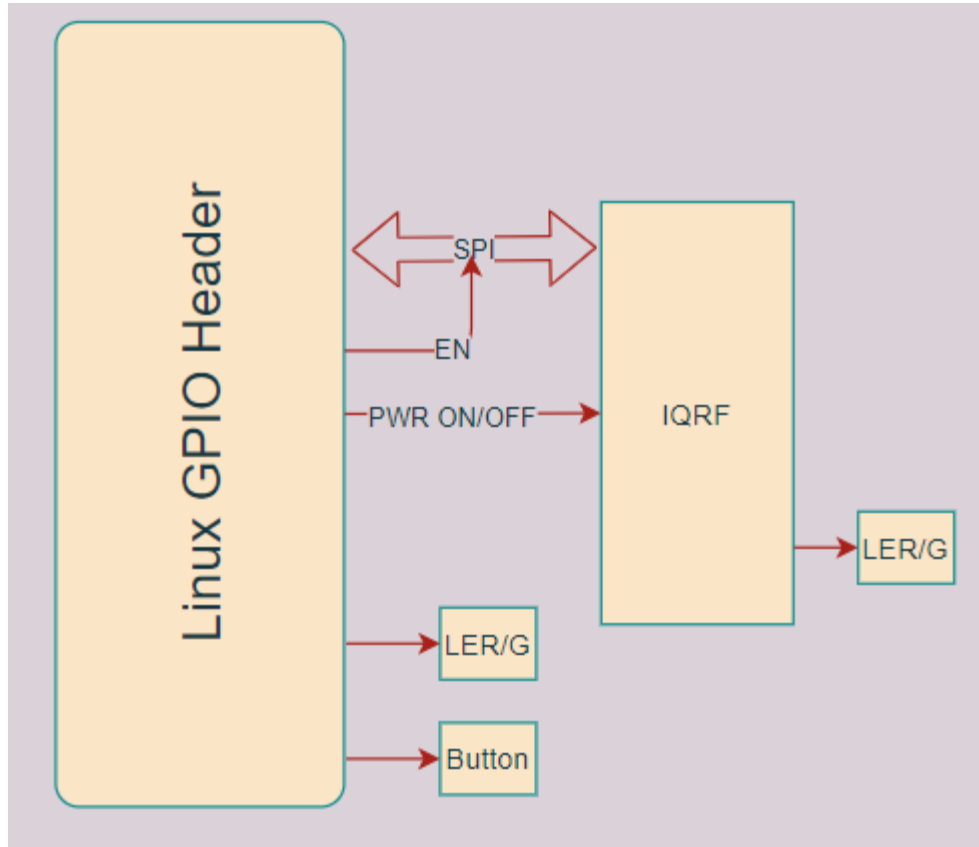 Linux GPIO Header
SPI
EN
PWR ON/OFF
IQRF
LER/G
LER/G
Button